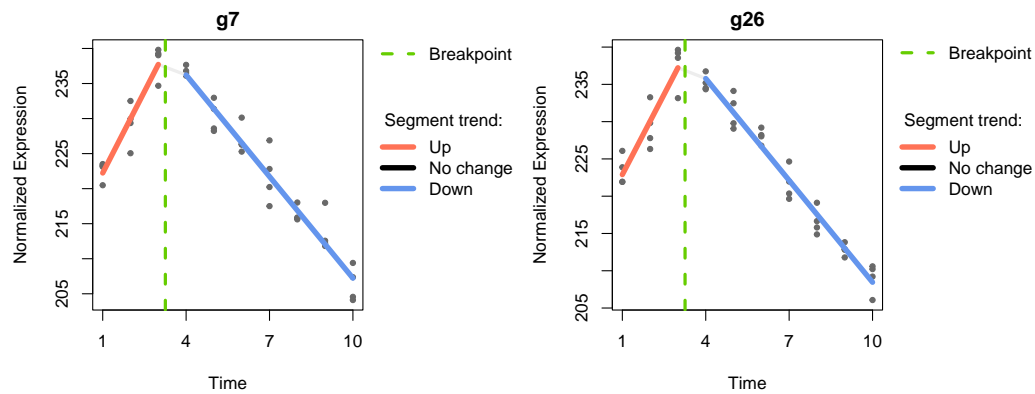 g7
Normalized Expression
235
225
215
205
1 4 7 10
Time
Breakpoint
Segment trend:
Up
No change
Down
g26
Normalized Expression
235
225
215
205
1 4 7 10
Time
Breakpoint
Segment trend:
Up
No change
Down